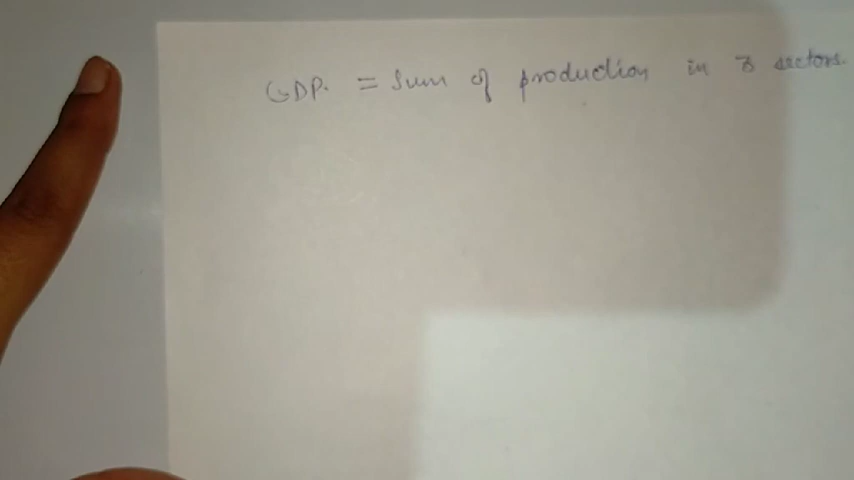 GDP. = Sum of production in 3 sectors.